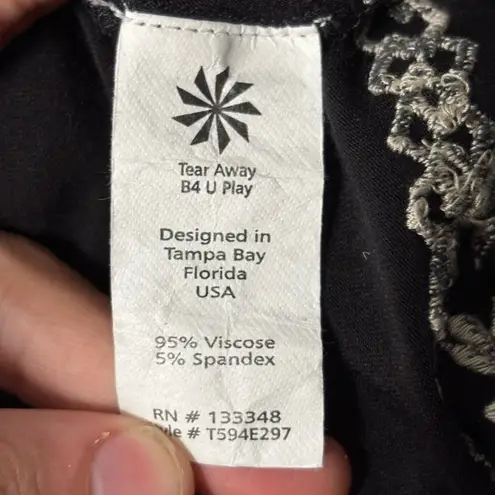 Tear Away
B4 U Play
Designed in
Tampa Bay
Florida
USA
95% Viscose
5% Spandex
RN # 133348
# T594E297